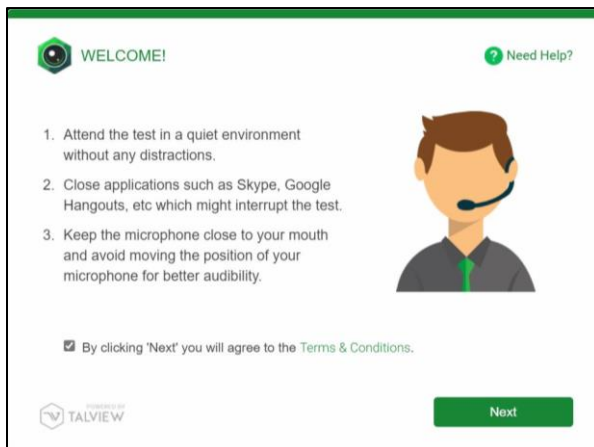 WELCOME!
? Need Help?
1. Attend the test in a quiet environment
without any distractions.
2. Close applications such as Skype, Google
Hangouts, etc which might interrupt the test.
3. Keep the microphone close to your mouth
and avoid moving the position of your
microphone for better audibility.
By clicking 'Next' you will agree to the Terms & Conditions.
POWERED BY
TALVIEW
Next